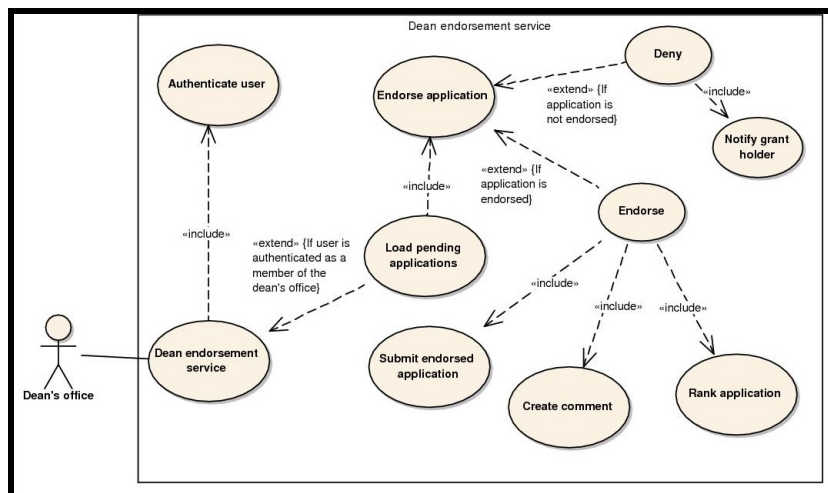 Dean endorsement service
Authenticate user
Endorse application
Deny
«extend» {If
application is
not endorsed}
«include»
Notify grant
holder
«include»
«extend» {If
application is
endorsed}
Endorse
«include»
«extend» {If user is
authenticated as a
member of the
dean's office}
Load pending
applications
«include»
«include»
«include»
Dean's office
Dean endorsement
service
Submit endorsed
application
Create comment
Rank application